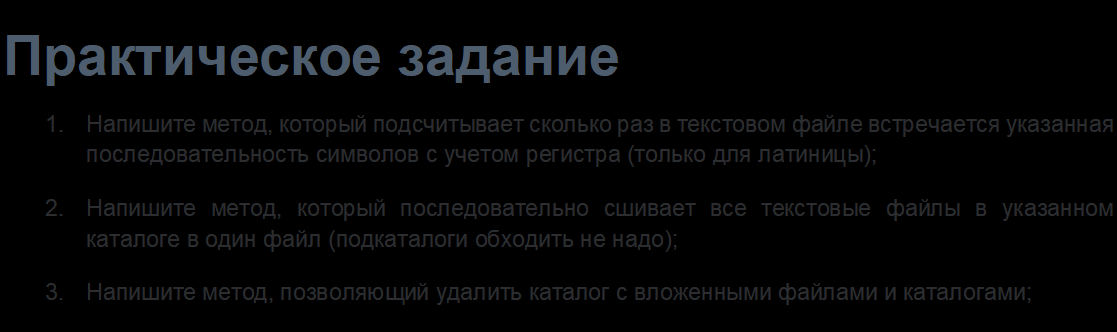 Практическое задание
1. Напишите метод, который подсчитывает сколько раз в текстовом файле встречается указанная
последовательность символов с учетом регистра (только для латиницы);
2. Напишите метод, который последовательно сшивает все текстовые файлы в указанном
каталоге в один файл (подкаталоги обходить не надо);
3. Напишите метод, позволяющий удалить каталог с вложенными файлами и каталогами;